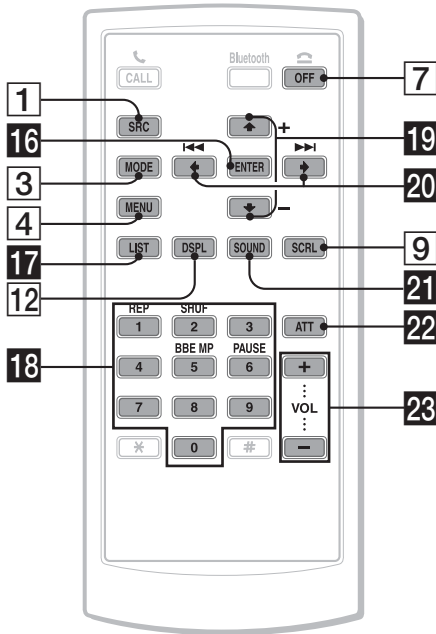 Bluetooth
CALL OFF 7
1 SRC +
16 19
3 MODE ENTER 20
4 MENU −
LIST DSPL SOUND SCRL 9
17
12 21
REP SHUF
1 2 3 ATT 22
BBE MP PAUSE
18 4 5 6 +
7 8 9 VOL 23
* 0 # −